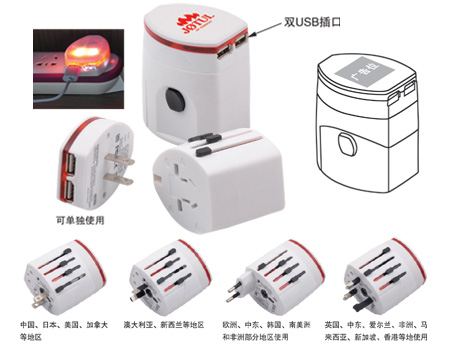 JØTUL
双USB插口
广告位
可单独使用
中国、日本、美国、加拿大
等地区
澳大利亚、新西兰等地区
欧洲、中东、韩国、南美洲
和非洲部分地区使用
英国、中东、爱尔兰、非洲、马
来西亚、新加坡、香港等地使用